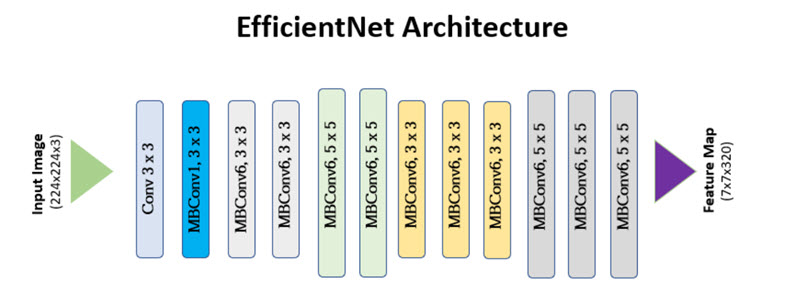 EfficientNet Architecture
Input Image
(224x224x3)
Conv 3 x 3
MBConv1, 3 x 3
MBConv6, 3 x 3
MBConv6, 3 x 3
MBConv6, 5 x 5
MBConv6, 5 x 5
MBConv6, 3 x 3
MBConv6, 3 x 3
MBConv6, 3 x 3
MBConv6, 5 x 5
MBConv6, 5 x 5
MBConv6, 5 x 5
Feature Map
(7x7x320)